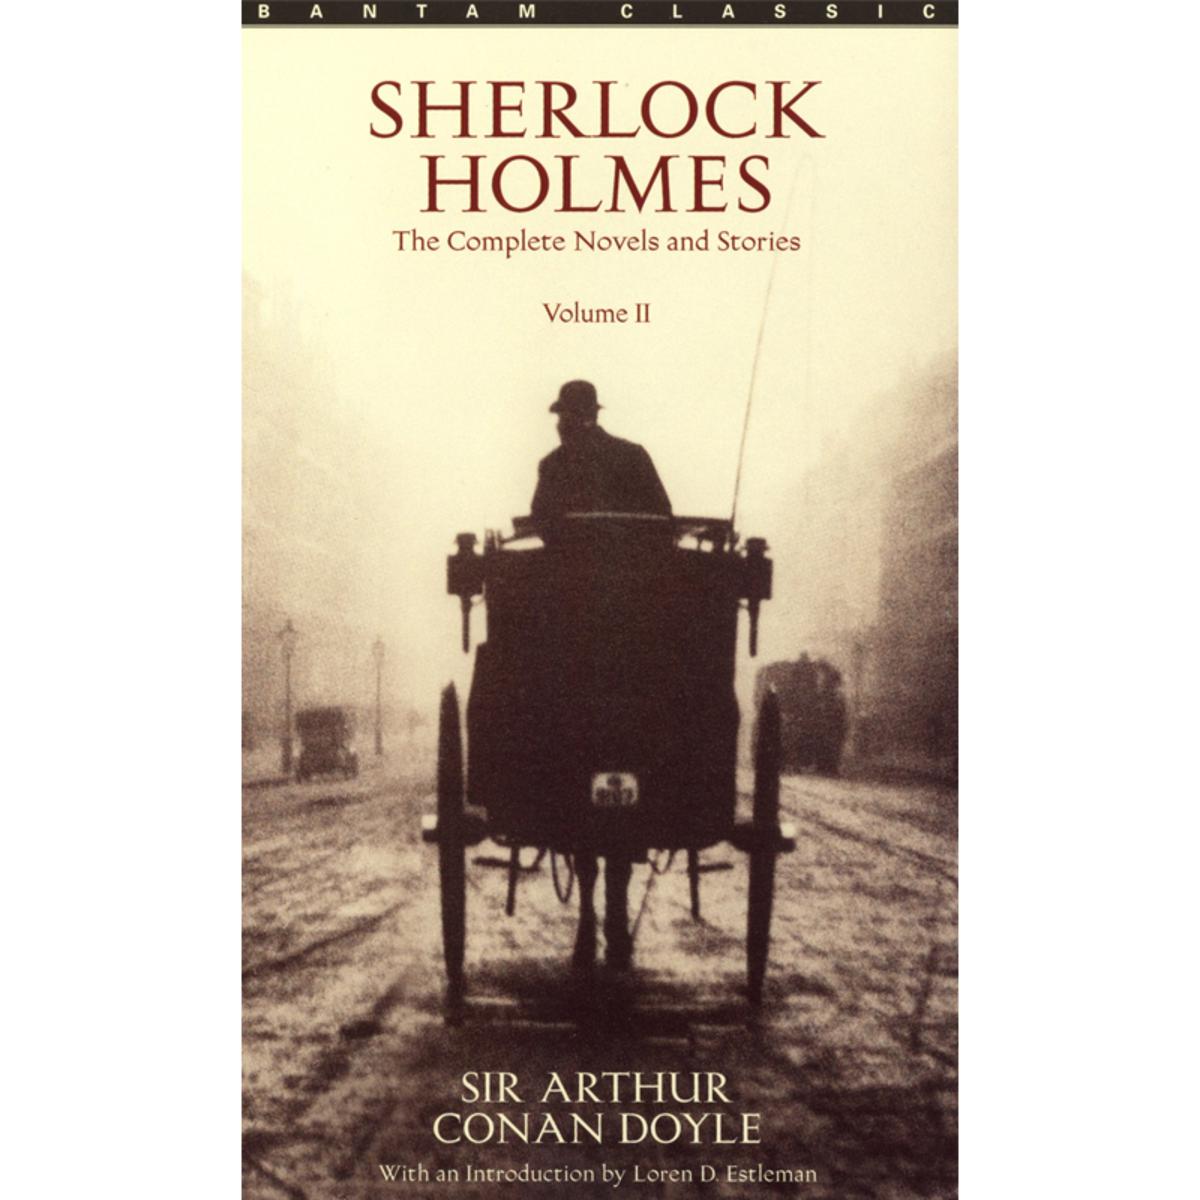 BANTAM CLASSIC
SHERLOCK
HOLMES
The Complete Novels and Stories
Volume II
SIR ARTHUR
CONAN DOYLE
With an Introduction by Loren D. Estleman